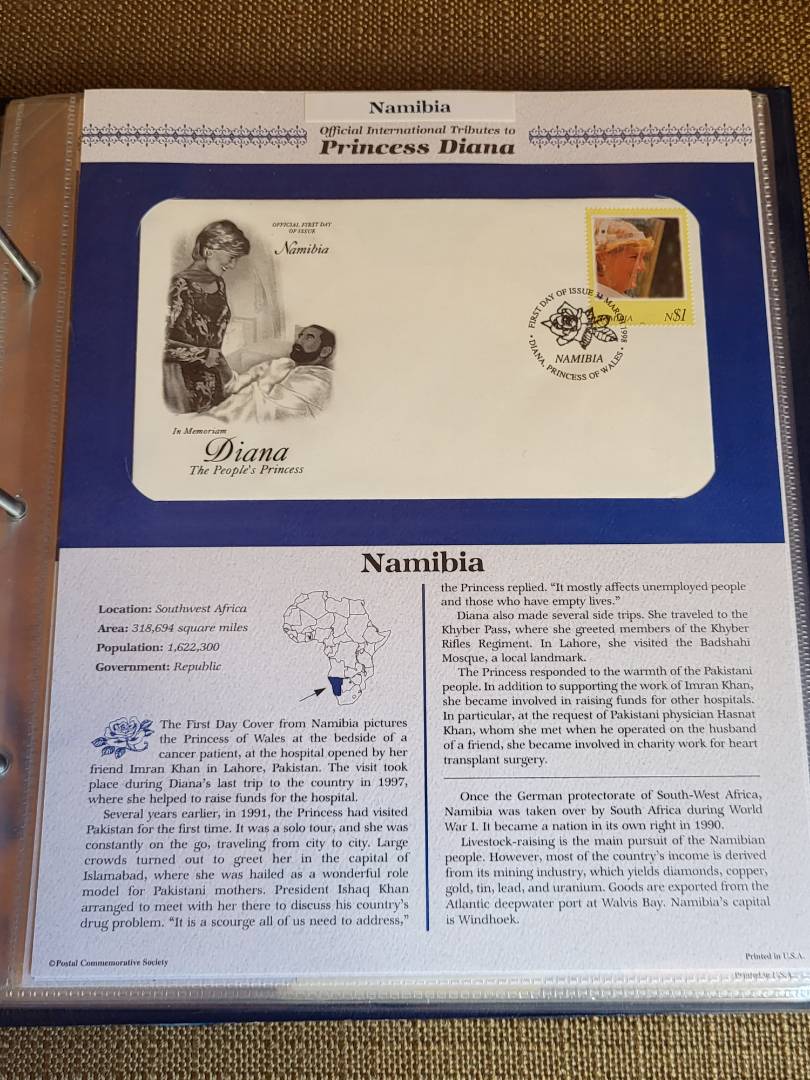 Namibia
Official International Tributes to
Princess Diana
OFFICIAL FIRST DAY
OF ISSUE
Namibia
N$1
FIRST DAY OF ISSUE 31 MARCH 1998
NAMIBIA
• DIANA, PRINCESS OF WALES •
In Memoriam
Diana
The People's Princess
Namibia
Location: Southwest Africa
Area: 318,694 square miles
Population: 1,622,300
Government: Republic
The First Day Cover from Namibia pictures
the Princess of Wales at the bedside of a
cancer patient, at the hospital opened by her
friend Imran Khan in Lahore, Pakistan. The visit took
place during Diana's last trip to the country in 1997,
where she helped to raise funds for the hospital.
Several years earlier, in 1991, the Princess had visited
Pakistan for the first time. It was a solo tour, and she was
constantly on the go, traveling from city to city. Large
crowds turned out to greet her in the capital of
Islamabad, where she was hailed as a wonderful role
model for Pakistani mothers. President Ishaq Khan
arranged to meet with her there to discuss his country's
drug problem. “It is a scourge all of us need to address,”
the Princess replied. “It mostly affects unemployed people
and those who have empty lives.”
Diana also made several side trips. She traveled to the
Khyber Pass, where she greeted members of the Khyber
Rifles Regiment. In Lahore, she visited the Badshahi
Mosque, a local landmark.
The Princess responded to the warmth of the Pakistani
people. In addition to supporting the work of Imran Khan,
she became involved in raising funds for other hospitals.
In particular, at the request of Pakistani physician Hasnat
Khan, whom she met when he operated on the husband
of a friend, she became involved in charity work for heart
transplant surgery.
Once the German protectorate of South-West Africa,
Namibia was taken over by South Africa during World
War I. It became a nation in its own right in 1990.
Livestock-raising is the main pursuit of the Namibian
people. However, most of the country's income is derived
from its mining industry, which yields diamonds, copper,
gold, tin, lead, and uranium. Goods are exported from the
Atlantic deepwater port at Walvis Bay. Namibia's capital
is Windhoek.
©Postal Commemorative Society
Printed in U.S.A.
Printed in U.S.A.